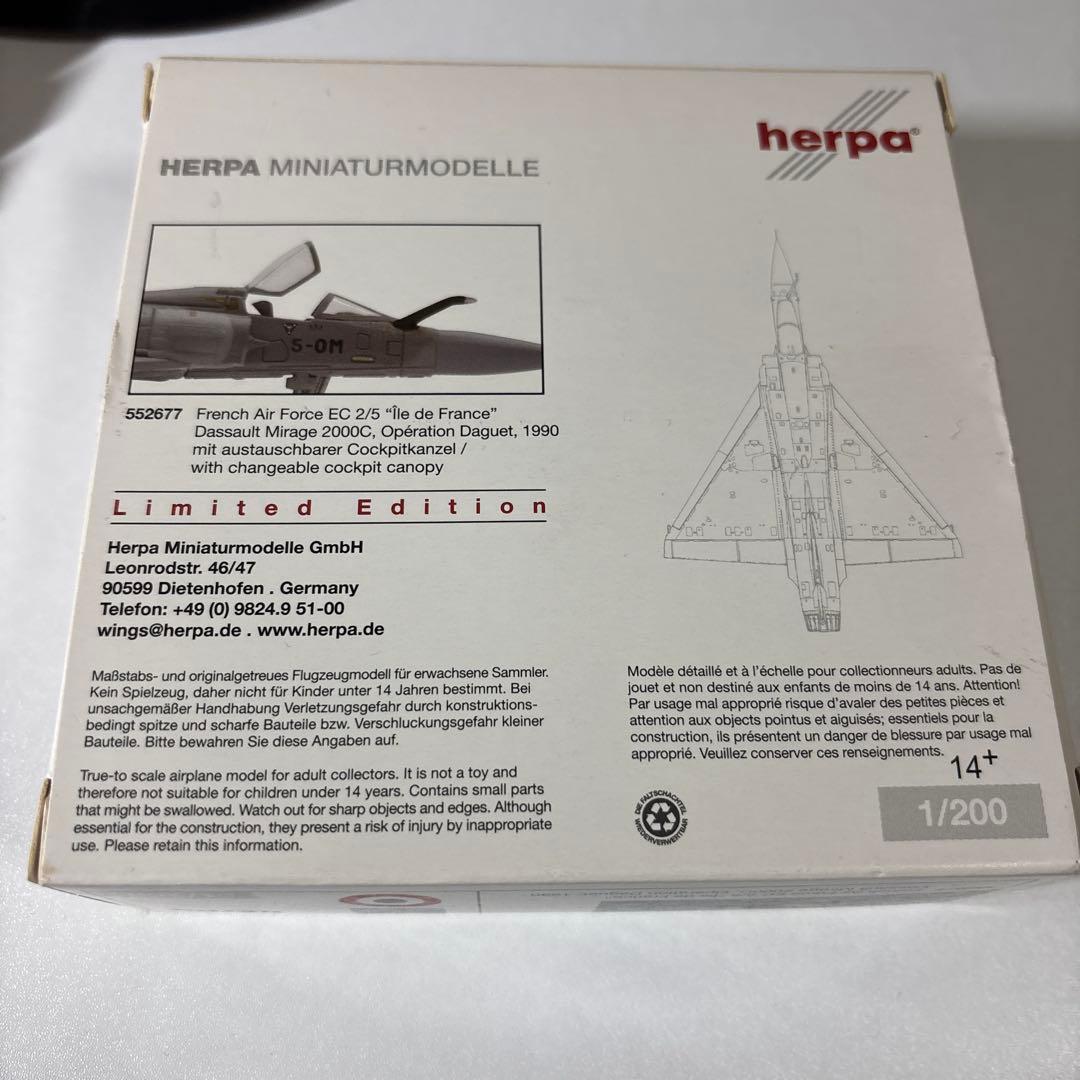 herpa®
HERPA MINIATURMODELLE
5-OM
552677 French Air Force EC 2/5 “Île de France”
Dassault Mirage 2000C, Opération Daguet, 1990
mit austauschbarer Cockpitkanzel /
with changeable cockpit canopy
Limited Edition
Herpa Miniaturmodelle GmbH
Leonrodstr. 46/47
90599 Dietenhofen . Germany
Telefon: +49 (0) 9824.9 51-00
wings@herpa.de . www.herpa.de
Maßstabs- und originalgetreues Flugzeugmodell für erwachsene Sammler.
Kein Spielzeug, daher nicht für Kinder unter 14 Jahren bestimmt. Bei
unsachgemäßer Handhabung Verletzungsgefahr durch konstruktions-
bedingt spitze und scharfe Bauteile bzw. Verschluckungsgefahr kleiner
Bauteile. Bitte bewahren Sie diese Angaben auf.
True-to scale airplane model for adult collectors. It is not a toy and
therefore not suitable for children under 14 years. Contains small parts
that might be swallowed. Watch out for sharp objects and edges. Although
essential for the construction, they present a risk of injury by inappropriate
use. Please retain this information.
Modèle détaillé et à l’échelle pour collectionneurs adults. Pas de
jouet et non destiné aux enfants de moins de 14 ans. Attention!
Par usage mal approprié risque d’avaler des petites pièces et
attention aux objects pointus et aiguisés; essentiels pour la
construction, ils présentent un danger de blessure par usage mal
approprié. Veuillez conserver ces renseignements.
14+
DIE FALTSCHACHTEL
WIEDERVERWERTBAR
1/200